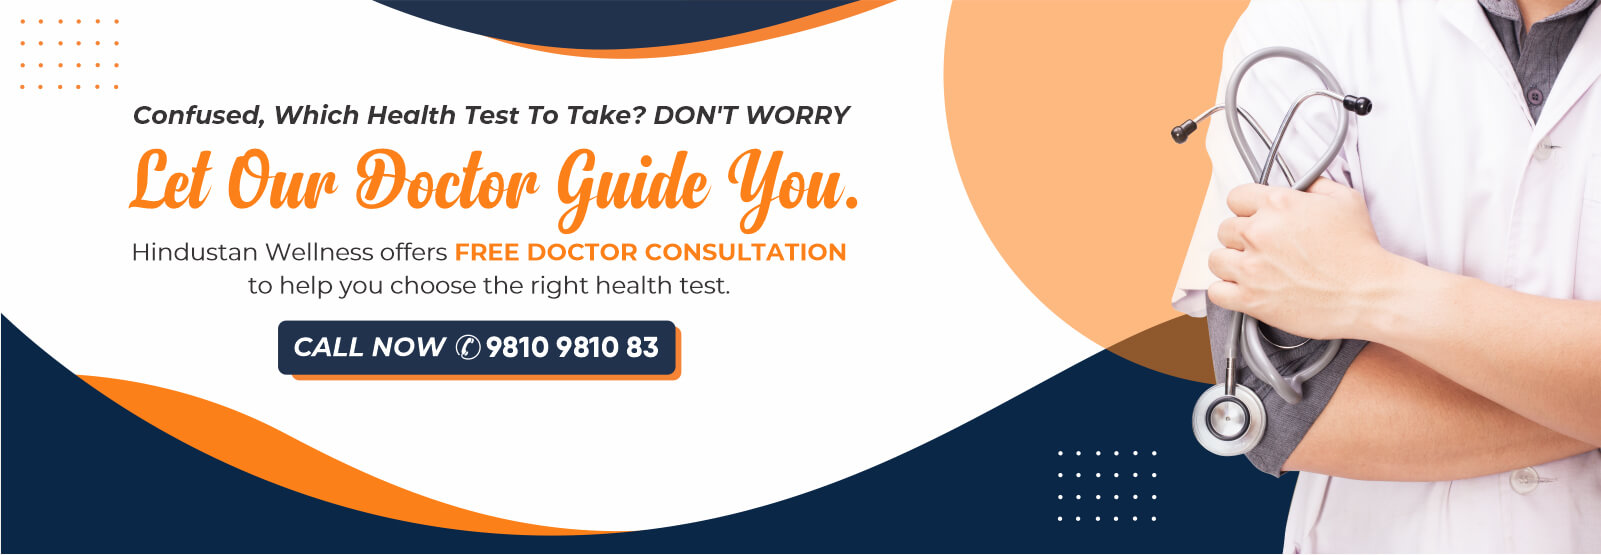 Confused, Which Health Test To Take? DON'T WORRY
Let Our Doctor Guide You.
Hindustan Wellness offers FREE DOCTOR CONSULTATION
to help you choose the right health test.
CALL NOW ✆ 9810 9810 83